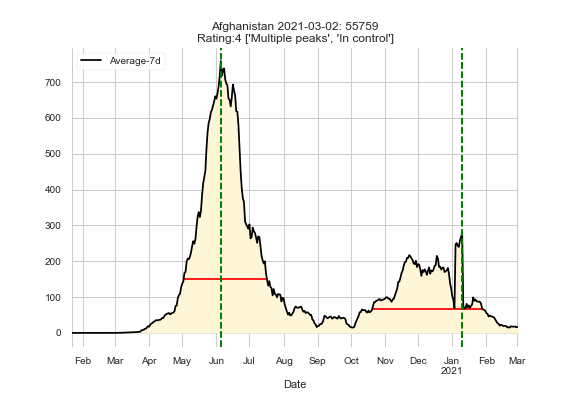 Afghanistan 2021-03-02: 55759
Rating:4 ['Multiple peaks', 'In control']
Average-7d
700
600
500
400
300
200
100
0
Feb Mar Apr May Jun Jul Aug Sep Oct Nov Dec Jan Feb Mar
2021
Date